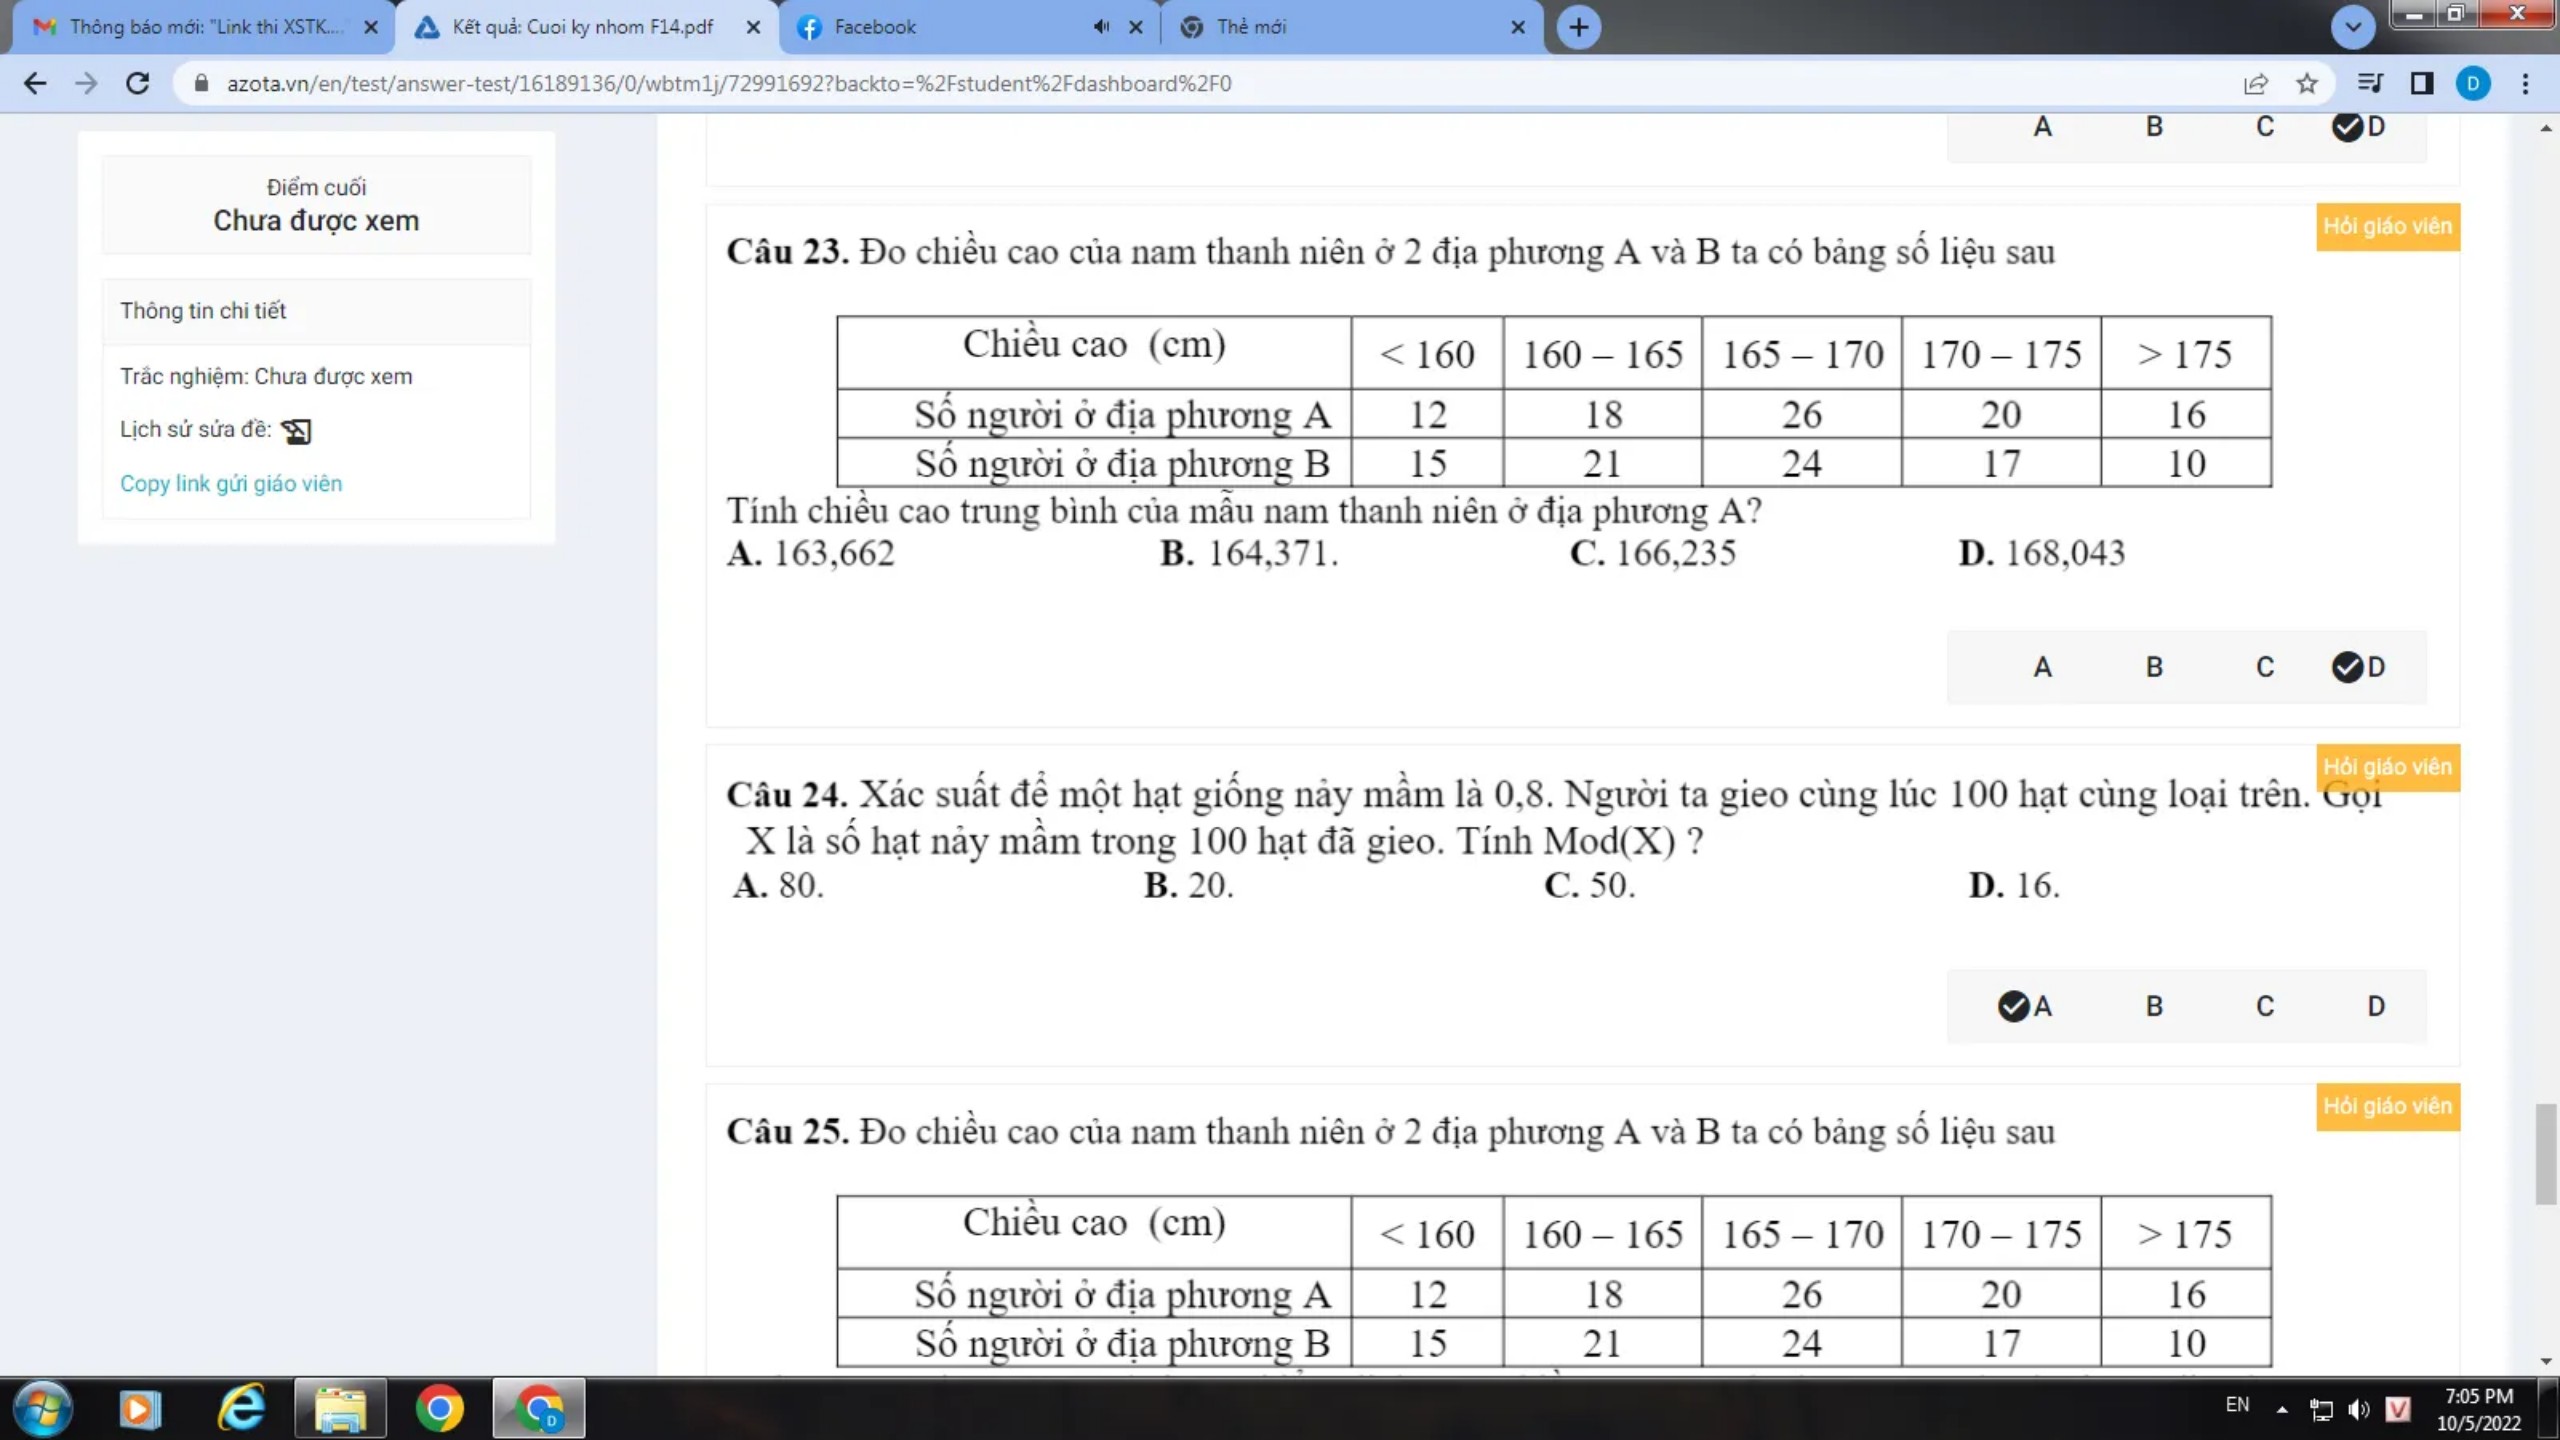 Thông báo mới: "Link thi XSTK...."
Kết quả: Cuoi ky nhom F14.pdf
Facebook
Thẻ mới
azota.vn/en/test/answer-test/16189136/0/wbtm1j/72991692?backto=%2Fstudent%2Fdashboard%2F0
D
Điểm cuối
Chưa được xem
Thông tin chi tiết
Trắc nghiệm: Chưa được xem
Lịch sử sửa đề:
Copy link gửi giáo viên
A B C D
Hỏi giáo viên
Câu 23. Đo chiều cao của nam thanh niên ở 2 địa phương A và B ta có bảng số liệu sau
Chiều cao (cm) < 160 160 – 165 165 – 170 170 – 175 > 175
Số người ở địa phương A 12 18 26 20 16
Số người ở địa phương B 15 21 24 17 10
Tính chiều cao trung bình của mẫu nam thanh niên ở địa phương A?
A. 163,662 B. 164,371. C. 166,235 D. 168,043
A B C D
Hỏi giáo viên
Câu 24. Xác suất để một hạt giống nảy mầm là 0,8. Người ta gieo cùng lúc 100 hạt cùng loại trên. Gọi
X là số hạt nảy mầm trong 100 hạt đã gieo. Tính Mod(X) ?
A. 80. B. 20. C. 50. D. 16.
A B C D
Hỏi giáo viên
Câu 25. Đo chiều cao của nam thanh niên ở 2 địa phương A và B ta có bảng số liệu sau
Chiều cao (cm) < 160 160 – 165 165 – 170 170 – 175 > 175
Số người ở địa phương A 12 18 26 20 16
Số người ở địa phương B 15 21 24 17 10
D
EN
V
7:05 PM
10/5/2022